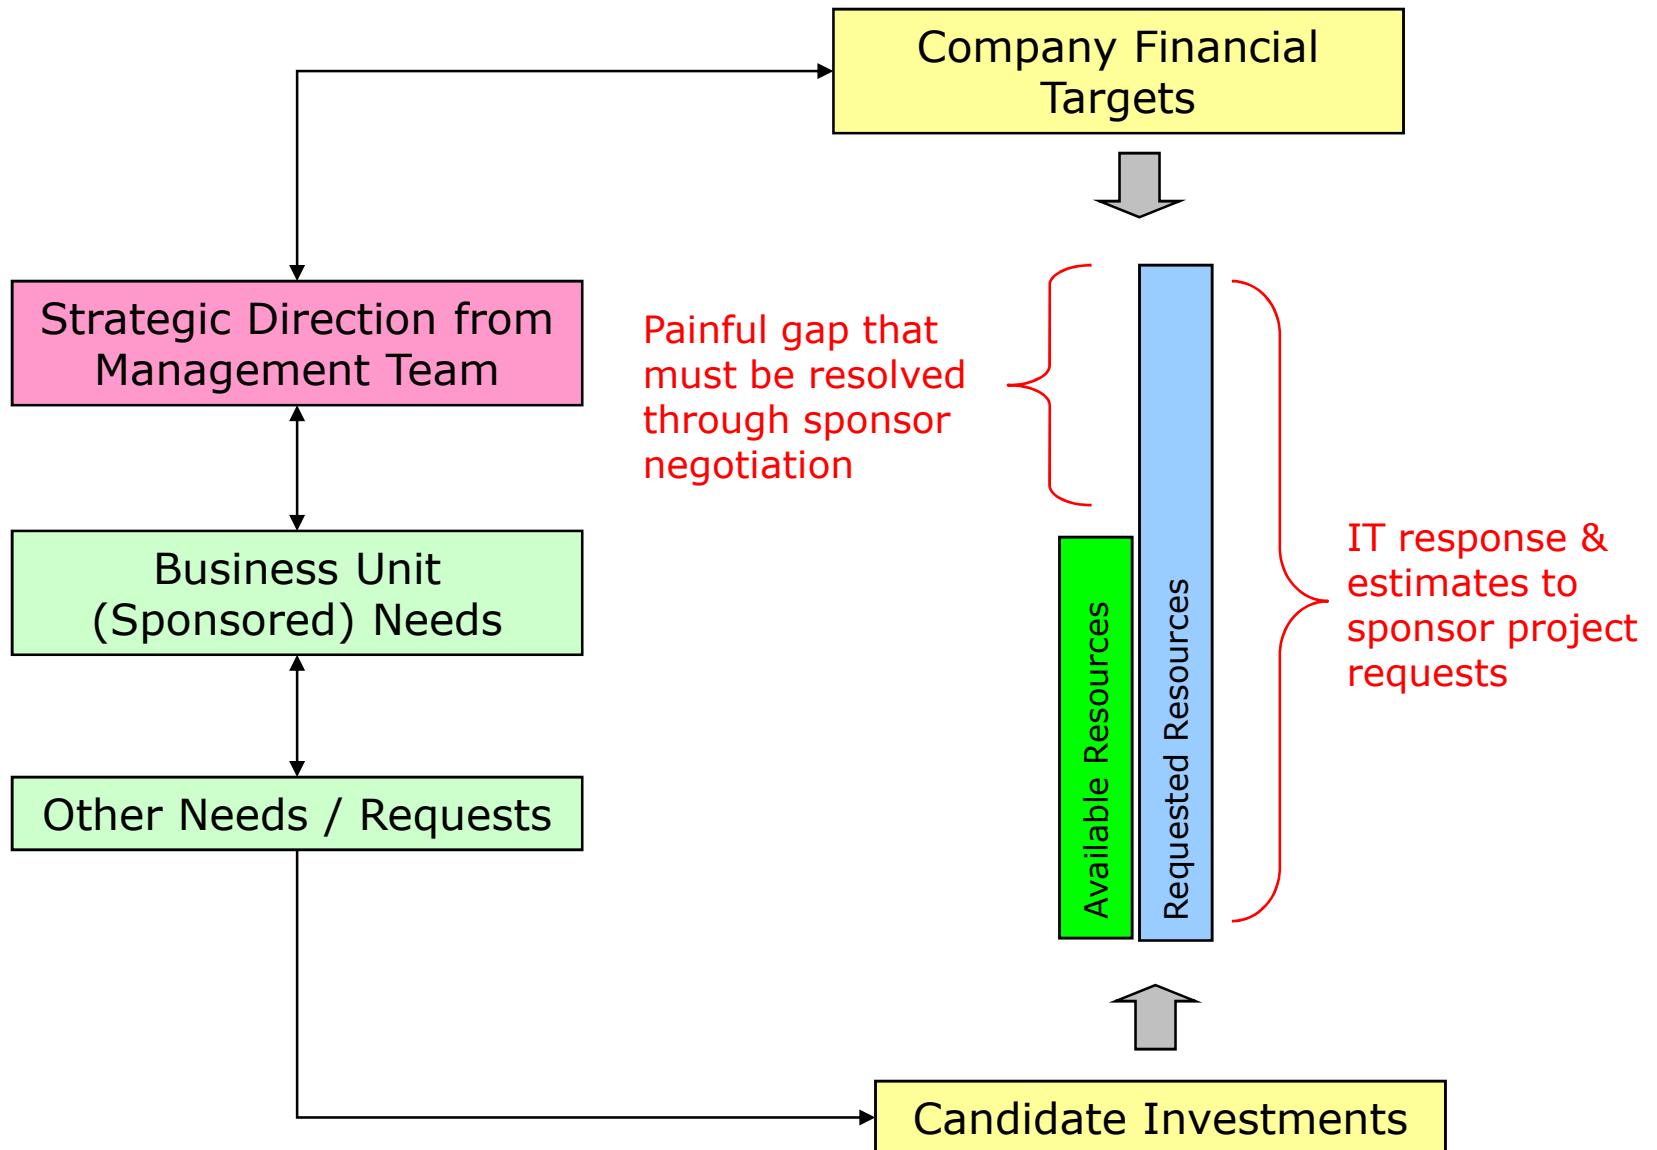 Company Financial
Targets
Strategic Direction from
Management Team
Painful gap that
must be resolved
through sponsor
negotiation
Business Unit
(Sponsored) Needs
IT response &
estimates to
sponsor project
requests
Available Resources
Requested Resources
Other Needs / Requests
Candidate Investments